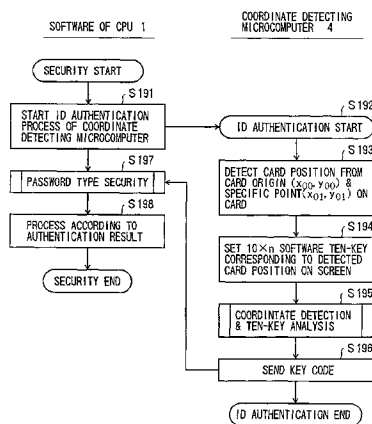 SOFTWARE OF CPU 1
COORDINATE DETECTING
MICROCOMPUTER 4
SECURITY START
S191
START ID AUTHENTICATION
PROCESS OF COORDINATE
DETECTING MICROCOMPUTER
S197
PASSWORD TYPE SECURITY
S198
PROCESS ACCORDING TO
AUTHENTICATION RESULT
SECURITY END
S192
ID AUTHENTICATION START
S193
DETECT CARD POSITION FROM
CARD ORIGIN (x00, y00) &
SPECIFIC POINT(x01, y01) ON
CARD
S194
SET 10×n SOFTWARE TEN-KEY
CORRESPONDING TO DETECTED
CARD POSITION ON SCREEN
S195
COORDINTATE DETECTION
& TEN-KEY ANALYSIS
S196
SEND KEY CODE
ID AUTHENTICATION END